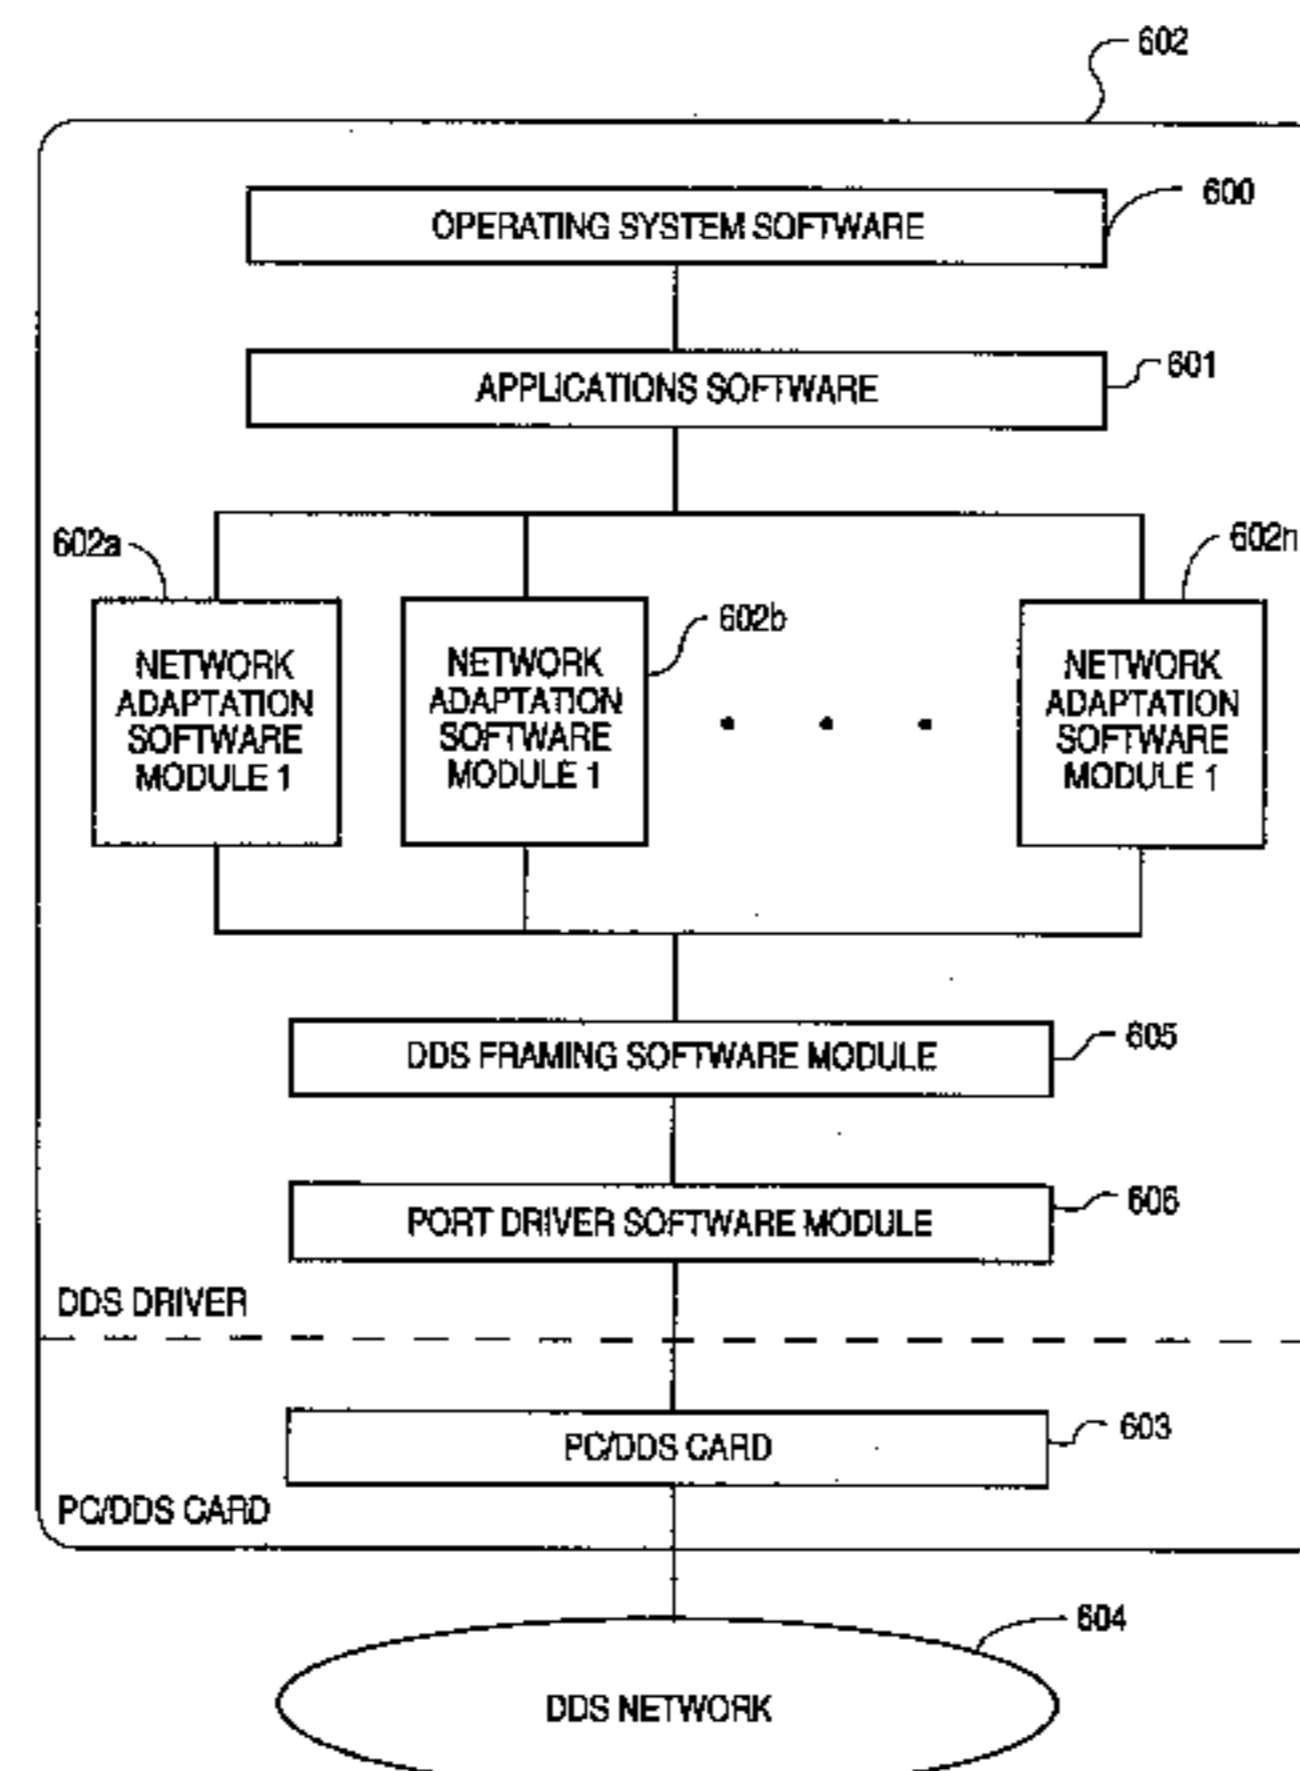 602
600
OPERATING SYSTEM SOFTWARE
601
APPLICATIONS SOFTWARE
602a
602b
602n
NETWORK
ADAPTATION
SOFTWARE
MODULE 1
NETWORK
ADAPTATION
SOFTWARE
MODULE 1
NETWORK
ADAPTATION
SOFTWARE
MODULE 1
605
DDS FRAMING SOFTWARE MODULE
606
PORT DRIVER SOFTWARE MODULE
DDS DRIVER
603
PC/DDS CARD
PC/DDS CARD
604
DDS NETWORK